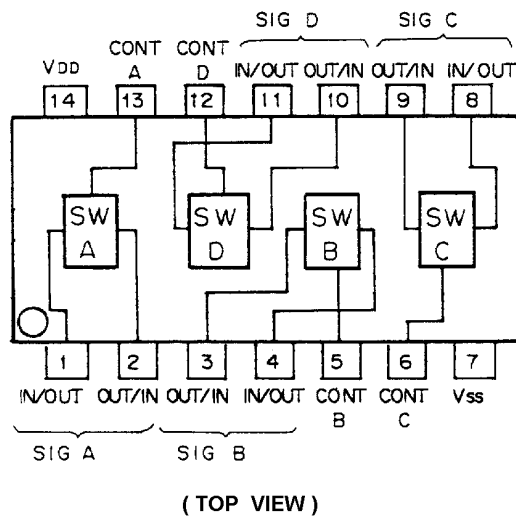 SIG D SIG C
VDD CONT A CONT D IN/OUT OUT/IN OUT/IN IN/OUT
14 13 12 11 10 9 8
SW A SW D SW B SW C
1 2 3 4 5 6 7
IN/OUT OUT/IN OUT/IN IN/OUT CONT B CONT C Vss
SIG A SIG B
( TOP VIEW )